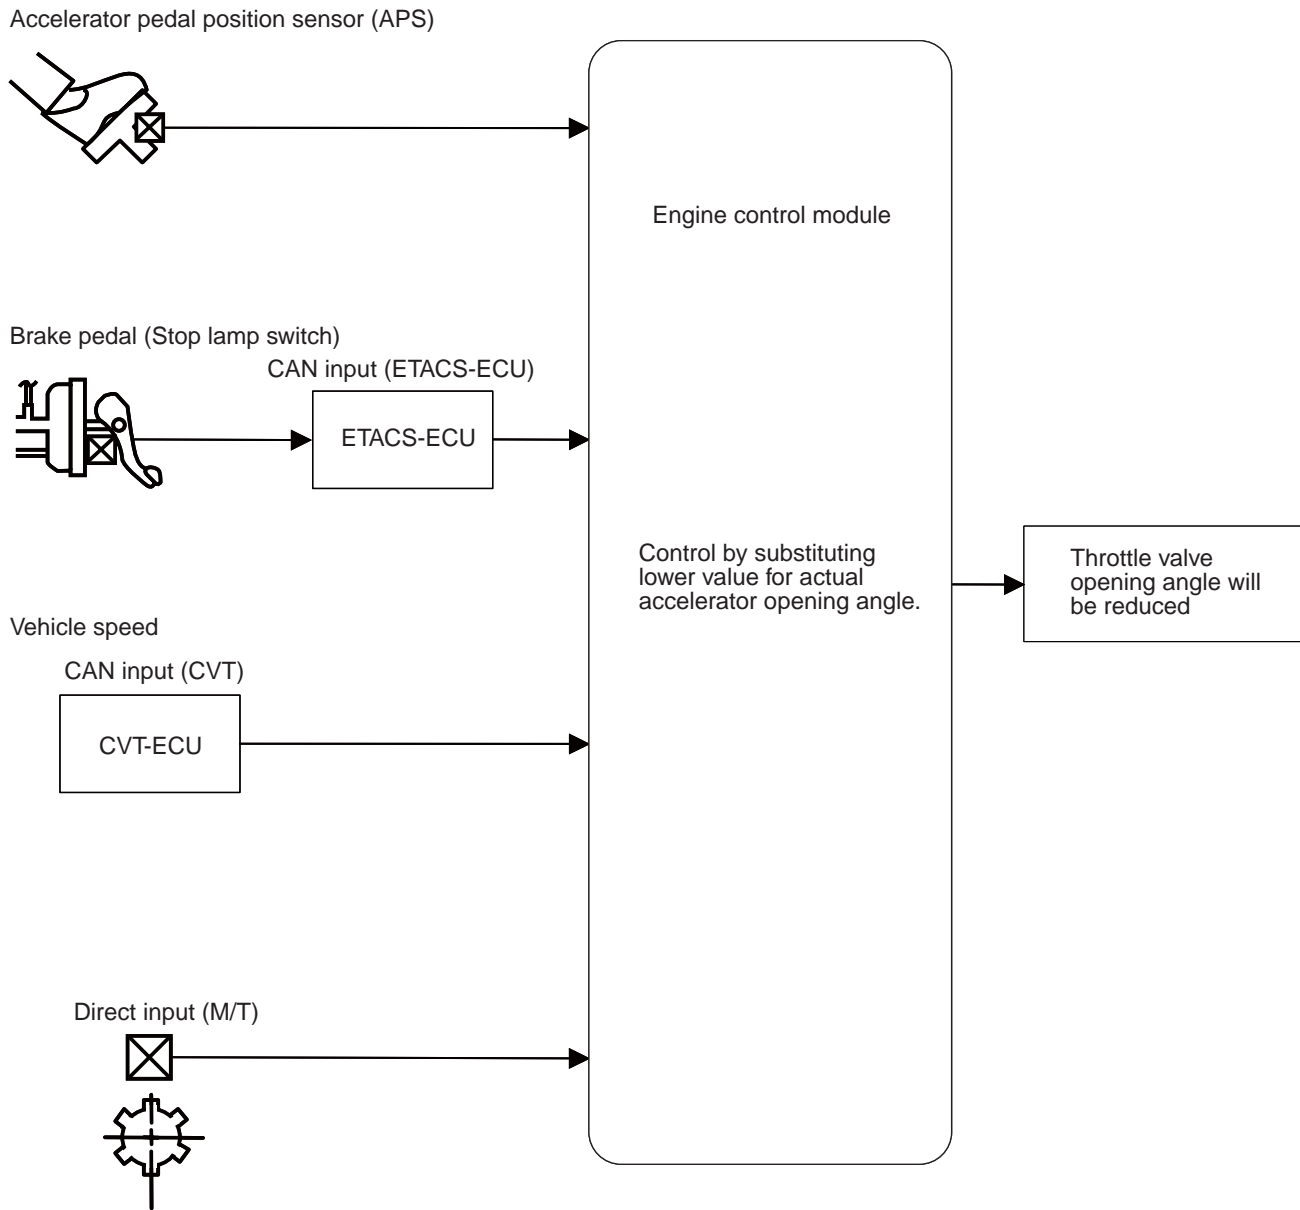 Accelerator pedal position sensor (APS)
Engine control module
Brake pedal (Stop lamp switch)
CAN input (ETACS-ECU)
ETACS-ECU
Control by substituting
lower value for actual
accelerator opening angle.
Throttle valve
opening angle will
be reduced
Vehicle speed
CAN input (CVT)
CVT-ECU
Direct input (M/T)